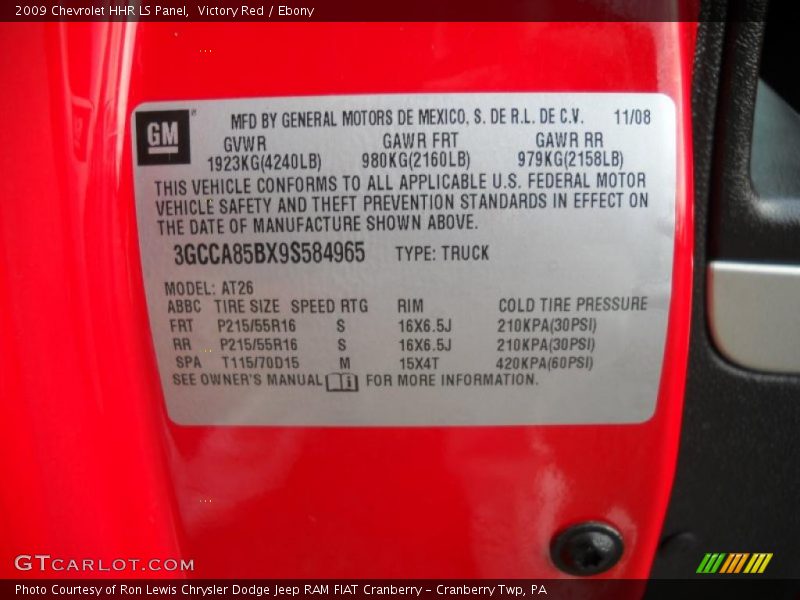 2009 Chevrolet HHR LS Panel, Victory Red / Ebony
GM
MFD BY GENERAL MOTORS DE MEXICO, S. DE R.L. DE C.V. 11/08
GVWR GAWR FRT GAWR RR
1923KG(4240LB) 980KG(2160LB) 979KG(2158LB)
THIS VEHICLE CONFORMS TO ALL APPLICABLE U.S. FEDERAL MOTOR
VEHICLE SAFETY AND THEFT PREVENTION STANDARDS IN EFFECT ON
THE DATE OF MANUFACTURE SHOWN ABOVE.
3GCCA85BX9S584965 TYPE: TRUCK
MODEL: AT26
ABBC TIRE SIZE SPEED RTG RIM COLD TIRE PRESSURE
FRT P215/55R16 S 16X6.5J 210KPA(30PSI)
RR P215/55R16 S 16X6.5J 210KPA(30PSI)
SPA T115/70D15 M 15X4T 420KPA(60PSI)
SEE OWNER'S MANUAL i FOR MORE INFORMATION.
GTCARLOT.COM
Photo Courtesy of Ron Lewis Chrysler Dodge Jeep RAM FIAT Cranberry - Cranberry Twp, PA